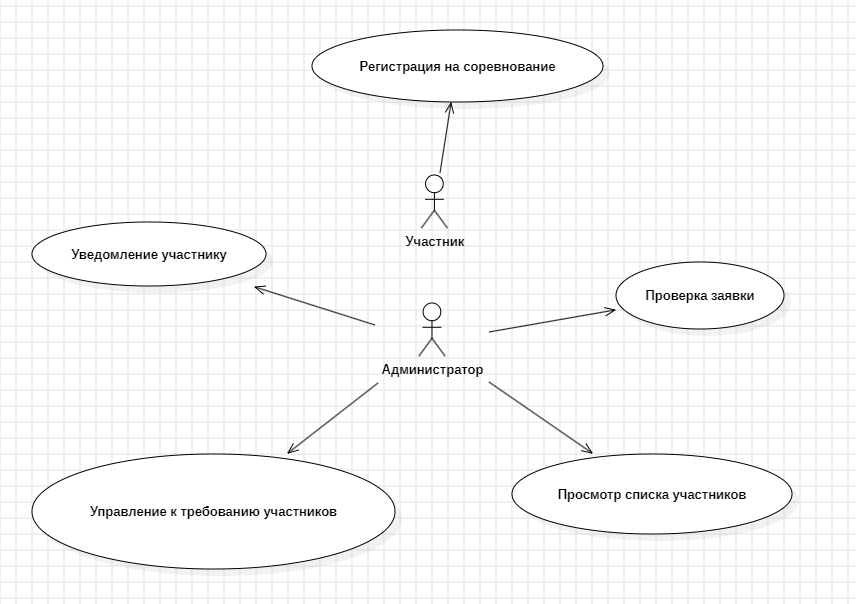 Регистрация на соревнование
Участник
Уведомление участнику
Проверка заявки
Администратор
Управление к требованию участников
Просмотр списка участников